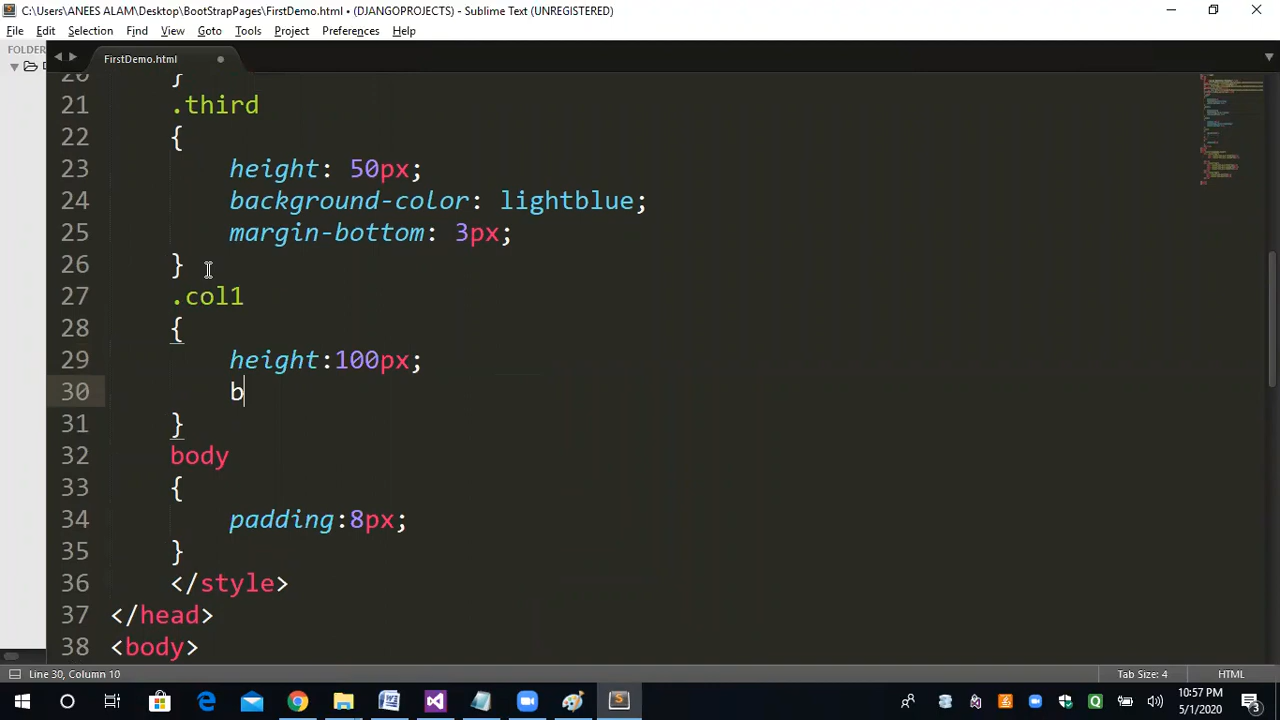 C:\Users\ANEES ALAM\Desktop\BootStrapPages\FirstDemo.html • (DJANGOPROJECTS) - Sublime Text (UNREGISTERED)
File Edit Selection Find View Goto Tools Project Preferences Help
FOLDER
FirstDemo.html
20 }
21 .third
22 {
23 height: 50px;
24 background-color: lightblue;
25 margin-bottom: 3px;
26 }
27 .col1
28 {
29 height:100px;
30 b
31 }
32 body
33 {
34 padding:8px;
35 }
36 </style>
37 </head>
38 <body>
Line 30, Column 10 Tab Size: 4 HTML
10:57 PM
5/1/2020
3